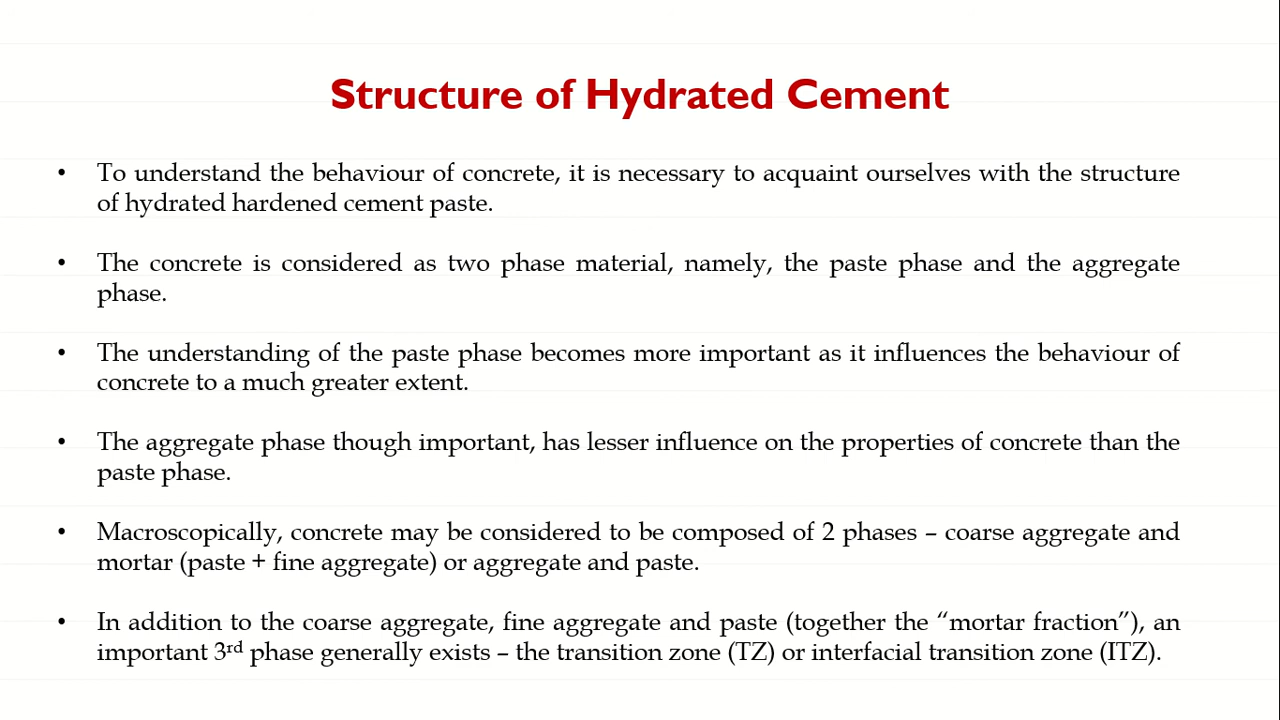 Structure of Hydrated Cement
• To understand the behaviour of concrete, it is necessary to acquaint ourselves with the structure
of hydrated hardened cement paste.
• The concrete is considered as two phase material, namely, the paste phase and the aggregate
phase.
• The understanding of the paste phase becomes more important as it influences the behaviour of
concrete to a much greater extent.
• The aggregate phase though important, has lesser influence on the properties of concrete than the
paste phase.
• Macroscopically, concrete may be considered to be composed of 2 phases – coarse aggregate and
mortar (paste + fine aggregate) or aggregate and paste.
• In addition to the coarse aggregate, fine aggregate and paste (together the “mortar fraction”), an
important 3rd phase generally exists – the transition zone (TZ) or interfacial transition zone (ITZ).